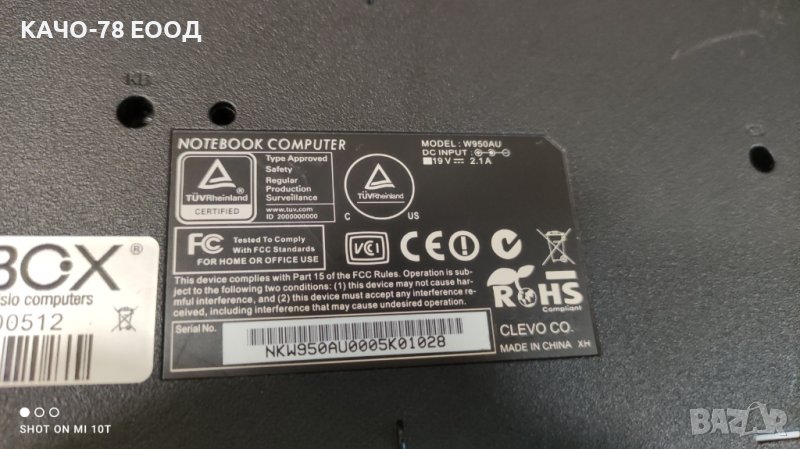 КАЧО-78 ЕООД
KB
NOTEBOOK COMPUTER
MODEL : W950AU
DC INPUT :
19V 2.1A
TÜVRheinland
CERTIFIED
Type Approved
Safety
Regular
Production
Surveillance
www.tuv.com
ID 2000000000
TÜVRheinland
C US
FC
Tested To Comply
With FCC Standards
FOR HOME OR OFFICE USE
VCI
CE
This device complies with Part 15 of the FCC Rules. Operation is sub-
ject to the following two conditions: (1) this device may not cause har-
mful interference, and (2) this device must accept any interference re-
ceived, including interference that may cause undesired operation.
RoHS
Compliant
Serial No.
NKW950AU0005K01028
CLEVO CO.
MADE IN CHINA XH
BOX®
sio computers
00512
SHOT ON MI 10T
BAZAR